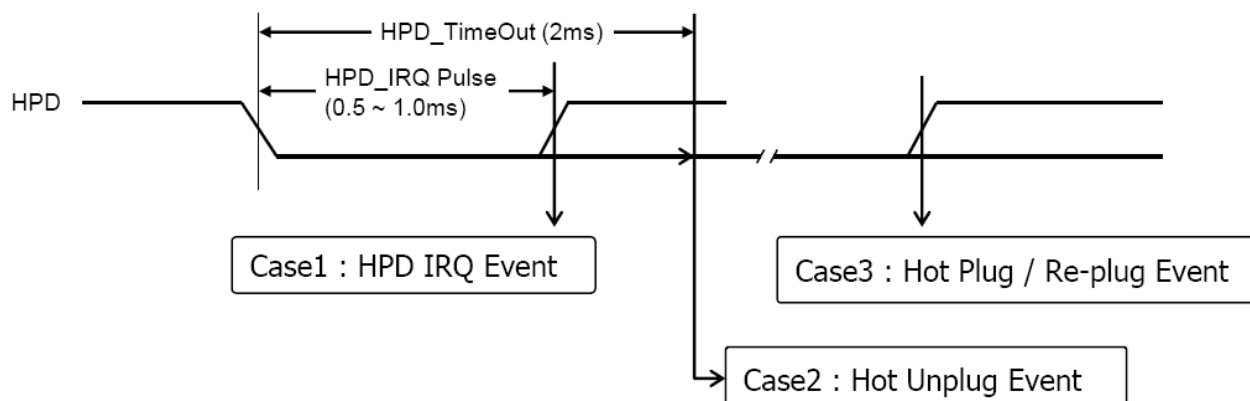 HPD_TimeOut (2ms)
HPD_IRQ Pulse
(0.5 ~ 1.0ms)
HPD
Case1 : HPD IRQ Event
Case3 : Hot Plug / Re-plug Event
Case2 : Hot Unplug Event